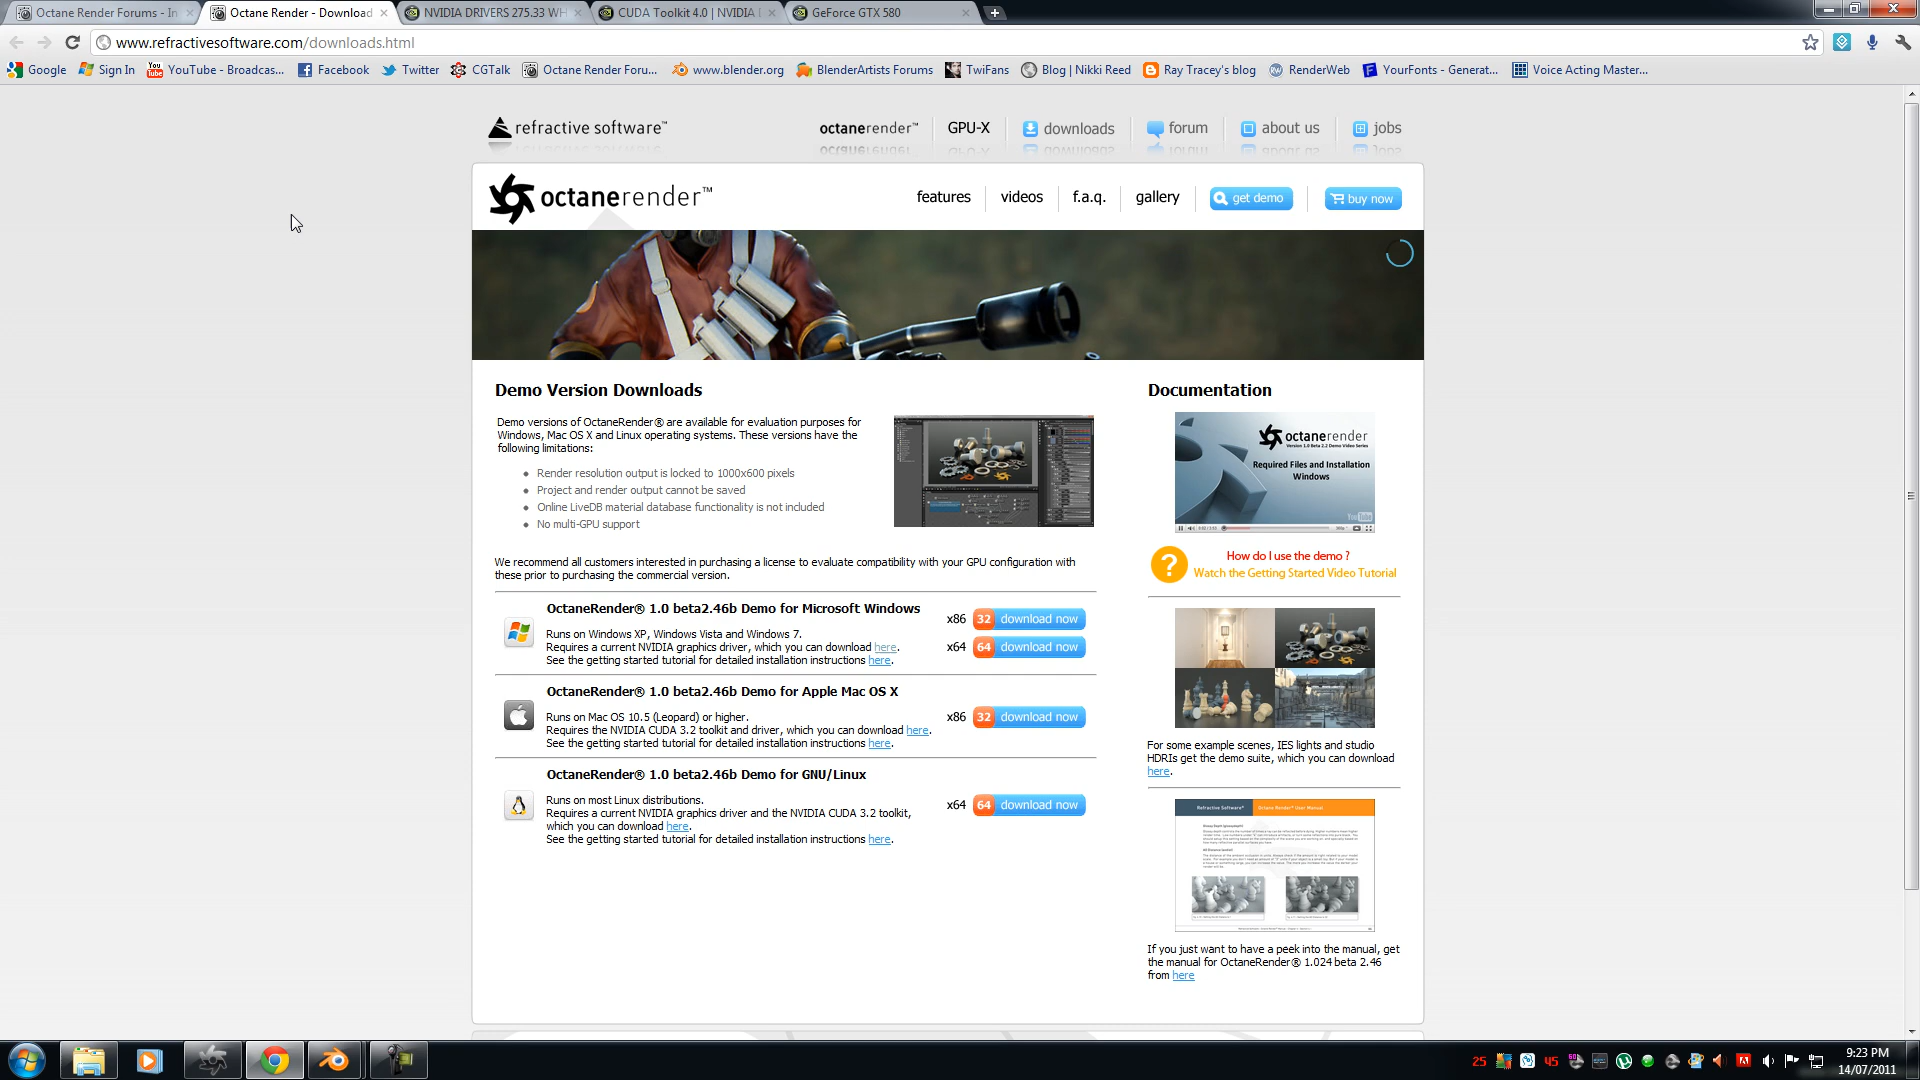 Octane Render Forums - In
Octane Render - Download
NVIDIA DRIVERS 275.33 WH
CUDA Toolkit 4.0 | NVIDIA
GeForce GTX 580
www.refractivesoftware.com/downloads.html
Google
Sign In
YouTube - Broadcas...
Facebook
Twitter
CGTalk
Octane Render Foru...
www.blender.org
BlenderArtists Forums
TwiFans
Blog | Nikki Reed
Ray Tracey's blog
RenderWeb
YourFonts - Generat...
Voice Acting Master...
refractive software™
octanerender™
GPU-X
downloads
forum
about us
jobs
octanerender™
features
videos
f.a.q.
gallery
get demo
buy now
Demo Version Downloads
Demo versions of OctaneRender® are available for evaluation purposes for
Windows, Mac OS X and Linux operating systems. These versions have the
following limitations:
Render resolution output is locked to 1000x600 pixels
Project and render output cannot be saved
Online LiveDB material database functionality is not included
No multi-GPU support
We recommend all customers interested in purchasing a license to evaluate compatibility with your GPU configuration with
these prior to purchasing the commercial version.
OctaneRender® 1.0 beta2.46b Demo for Microsoft Windows
Runs on Windows XP, Windows Vista and Windows 7.
Requires a current NVIDIA graphics driver, which you can download here.
See the getting started tutorial for detailed installation instructions here.
x86 32 download now
x64 64 download now
OctaneRender® 1.0 beta2.46b Demo for Apple Mac OS X
Runs on Mac OS 10.5 (Leopard) or higher.
Requires the NVIDIA CUDA 3.2 toolkit and driver, which you can download here.
See the getting started tutorial for detailed installation instructions here.
x86 32 download now
OctaneRender® 1.0 beta2.46b Demo for GNU/Linux
Runs on most Linux distributions.
Requires a current NVIDIA graphics driver and the NVIDIA CUDA 3.2 toolkit,
which you can download here.
See the getting started tutorial for detailed installation instructions here.
x64 64 download now
Documentation
octanerender
Version 1.0 Beta 2.2 Demo Video Series
Required Files and Installation
Windows
YouTube
How do I use the demo ?
Watch the Getting Started Video Tutorial
For some example scenes, IES lights and studio
HDRIs get the demo suite, which you can download
here.
Refractive Software® Octane Render® User Manual
If you just want to have a peek into the manual, get
the manual for OctaneRender® 1.024 beta 2.46
from here
25
45
9:23 PM
14/07/2011